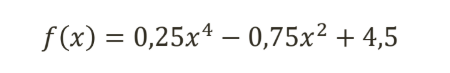 f(x) = 0,25x⁴ − 0,75x² + 4,5